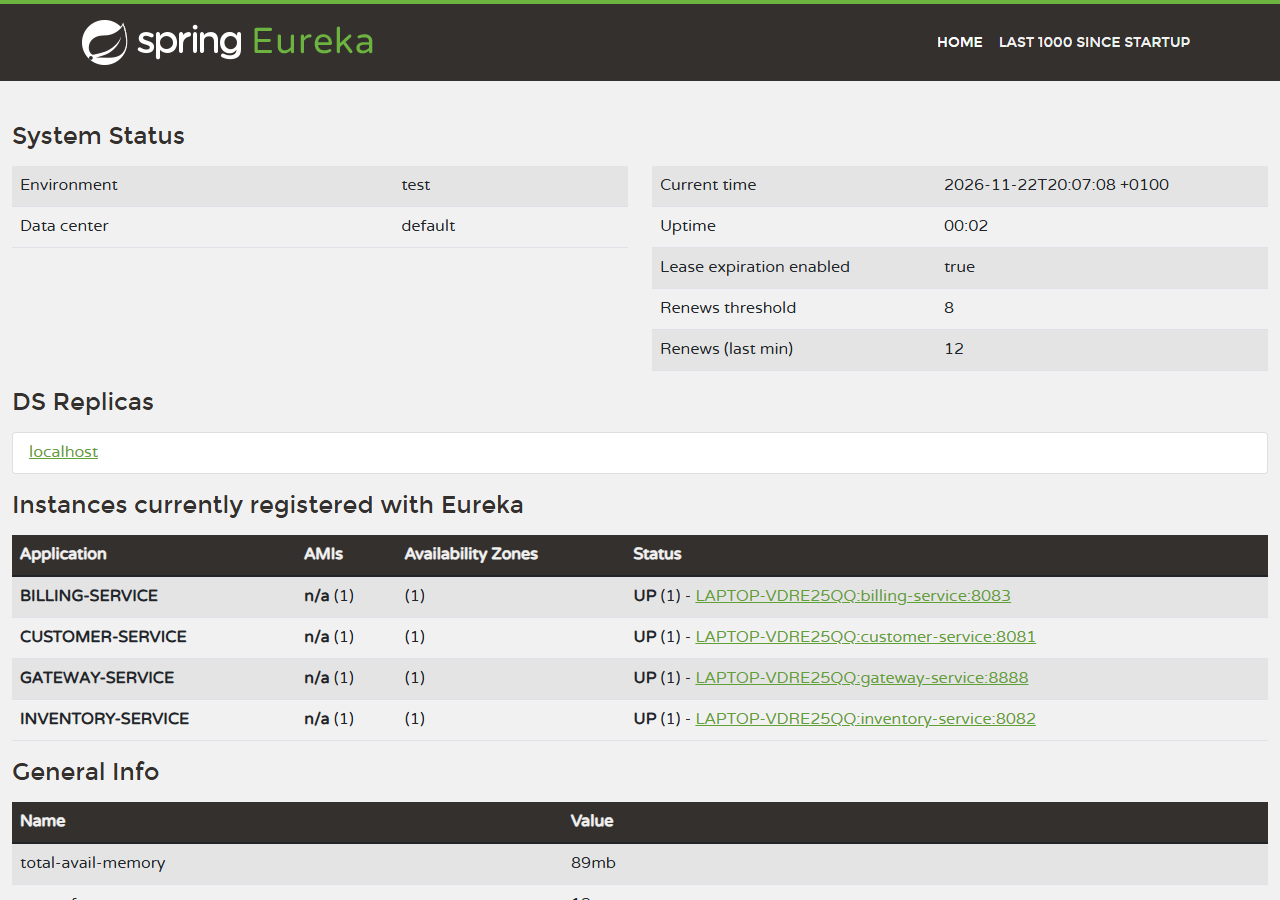 spring Eureka
HOME LAST 1000 SINCE STARTUP
System Status
Environment test
Data center default
Current time 2026-11-22T20:07:08 +0100
Uptime 00:02
Lease expiration enabled true
Renews threshold 8
Renews (last min) 12
DS Replicas
localhost
Instances currently registered with Eureka
Application AMIs Availability Zones Status
BILLING-SERVICE n/a (1) (1) UP (1) - LAPTOP-VDRE25QQ:billing-service:8083
CUSTOMER-SERVICE n/a (1) (1) UP (1) - LAPTOP-VDRE25QQ:customer-service:8081
GATEWAY-SERVICE n/a (1) (1) UP (1) - LAPTOP-VDRE25QQ:gateway-service:8888
INVENTORY-SERVICE n/a (1) (1) UP (1) - LAPTOP-VDRE25QQ:inventory-service:8082
General Info
Name Value
total-avail-memory 89mb